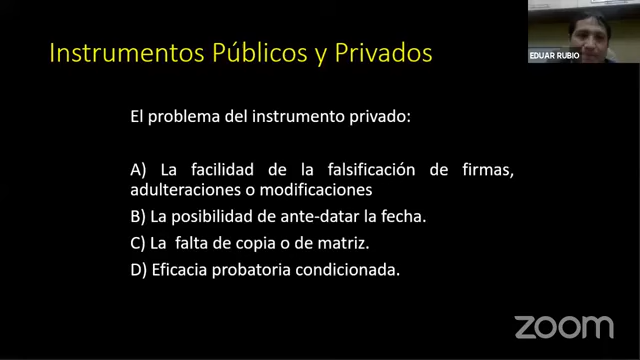 Instrumentos Públicos y Privados
EDUAR RUBIO
El problema del instrumento privado:
A) La facilidad de la falsificación de firmas,
adulteraciones o modificaciones
B) La posibilidad de ante-datar la fecha.
C) La falta de copia o de matriz.
D) Eficacia probatoria condicionada.
zoom